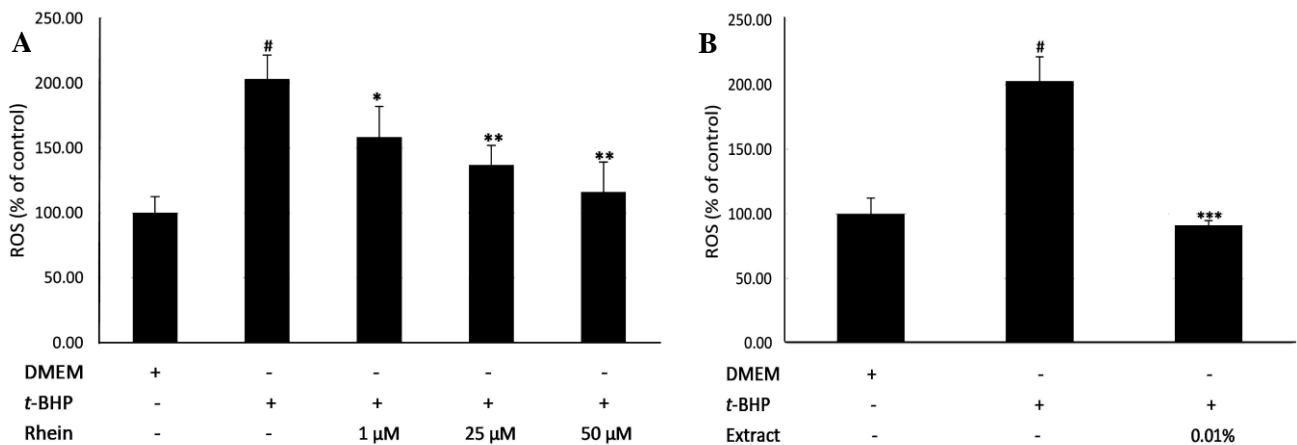 A
ROS (% of control)
250.00
200.00
150.00
100.00
50.00
0.00
#
*
**
**
DMEM + - - - -
t-BHP - + + + +
Rhein - - 1 µM 25 µM 50 µM
B
ROS (% of control)
250.00
200.00
150.00
100.00
50.00
0.00
#
***
DMEM + - -
t-BHP - + +
Extract - - 0.01%